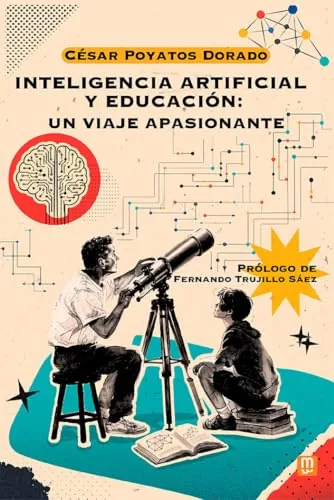 César Poyatos Dorado
INTELIGENCIA ARTIFICIAL
Y EDUCACIÓN:
UN VIAJE APASIONANTE
Prólogo de
Fernando Trujillo Sáez
m